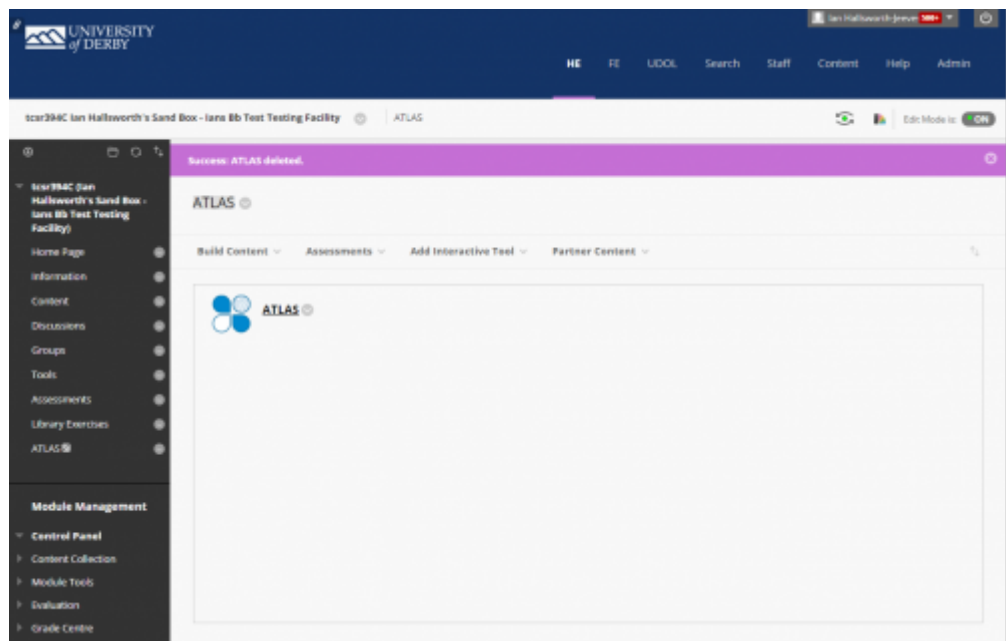 UNIVERSITY
of DERBY
500+
HE FE UDOL Search Staff Content Help Admin
tcsr394C Ian Hallsworth's Sand Box - Ians Bb Test Testing Facility ATLAS
Edit Mode is: ON
Success: ATLAS deleted.
tcsr394C (Ian
Hallsworth's Sand Box -
Ians Bb Test Testing
Facility)
Home Page
Information
Content
Discussions
Groups
Tools
Assessments
Library Exercises
ATLAS
Module Management
Control Panel
Content Collection
Module Tools
Evaluation
Grade Centre
ATLAS
Build Content Assessments Add Interactive Tool Partner Content
ATLAS